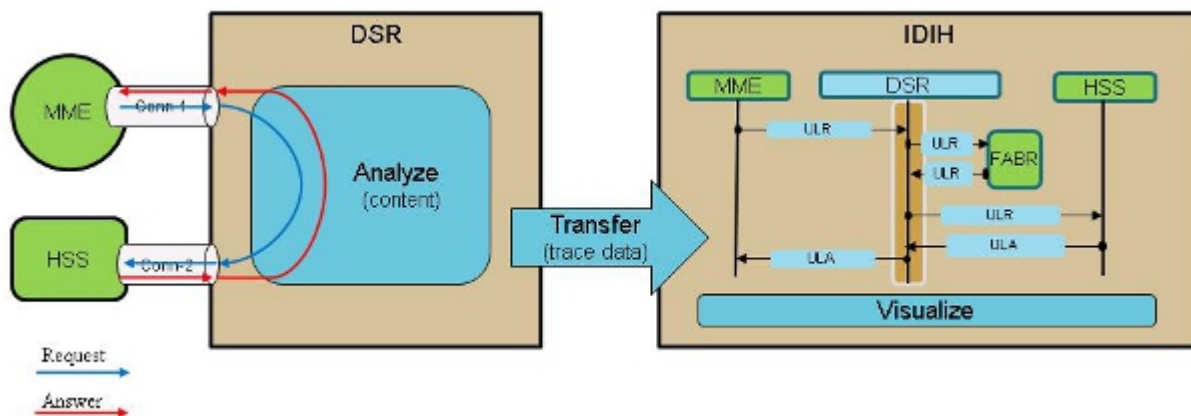 DSR
IDIH
MME
Conn-1
Analyze
(content)
HSS
Conn-2
Transfer
(trace data)
MME
DSR
HSS
ULR
ULR
FABR
ULR
ULR
ULA
ULA
Visualize
Request
Answer